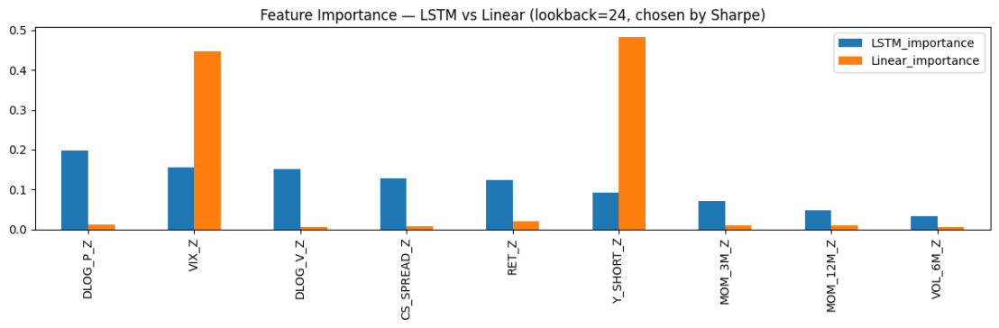 Feature Importance — LSTM vs Linear (lookback=24, chosen by Sharpe)
0.5
0.4
0.3
0.2
0.1
0.0
LSTM_importance
Linear_importance
DLOG_P_Z
VIX_Z
DLOG_V_Z
CS_SPREAD_Z
RET_Z
Y_SHORT_Z
MOM_3M_Z
MOM_12M_Z
VOL_6M_Z